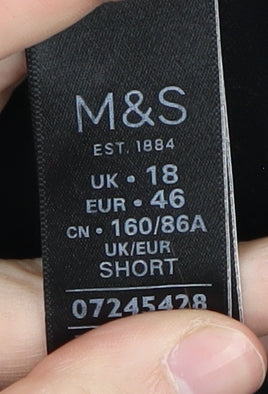 M&S
EST. 1884
UK • 18
EUR • 46
CN • 160/86A
UK/EUR
SHORT
07245428